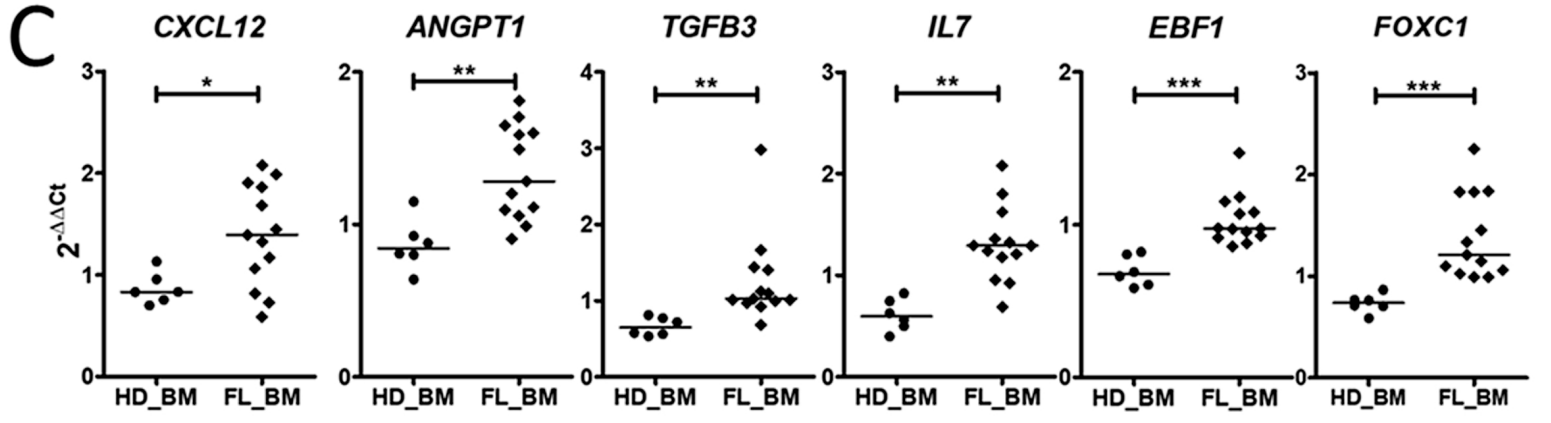 C
CXCL12 ANGPT1 TGFB3 IL7 EBF1 FOXC1
* ** ** ** *** ***
3 2 4 3 2 3
3
2 2 2
2^-ΔΔCt
2
1 1
1 1 1
1
0 0 0 0 0 0
HD_BM FL_BM HD_BM FL_BM HD_BM FL_BM HD_BM FL_BM HD_BM FL_BM HD_BM FL_BM